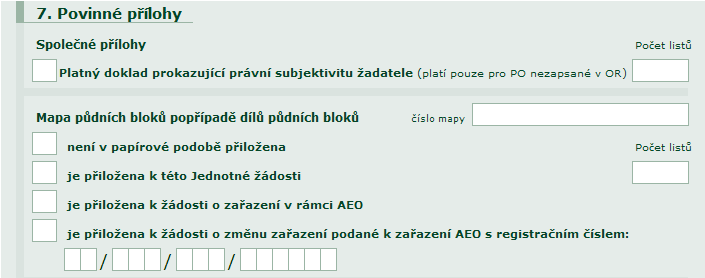 7. Povinné přílohy
Společné přílohy Počet listů
Platný doklad prokazující právní subjektivitu žadatele (platí pouze pro PO nezapsané v OR)
Mapa půdních bloků popřípadě dílů půdních bloků číslo mapy
není v papírové podobě přiložena Počet listů
je přiložena k této Jednotné žádosti
je přiložena k žádosti o zařazení v rámci AEO
je přiložena k žádosti o změnu zařazení podané k zařazení AEO s registračním číslem:
/ / /